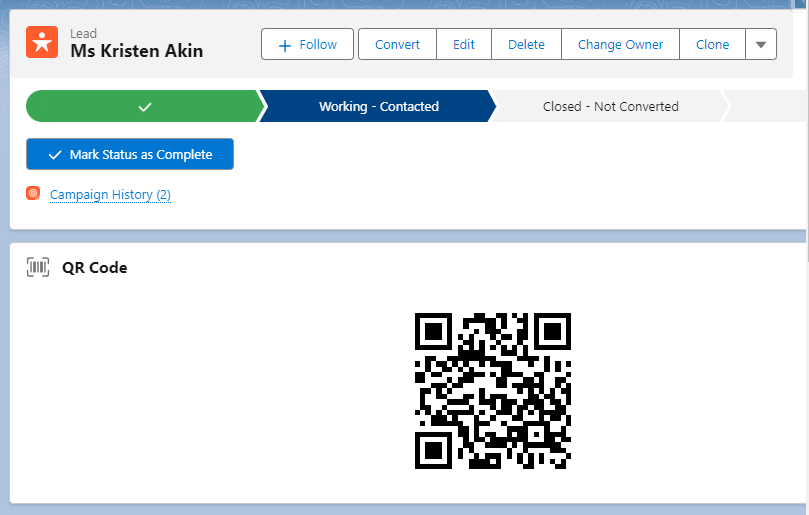 Lead
Ms Kristen Akin
+ Follow
Convert
Edit
Delete
Change Owner
Clone
Working - Contacted
Closed - Not Converted
Mark Status as Complete
Campaign History (2)
QR Code